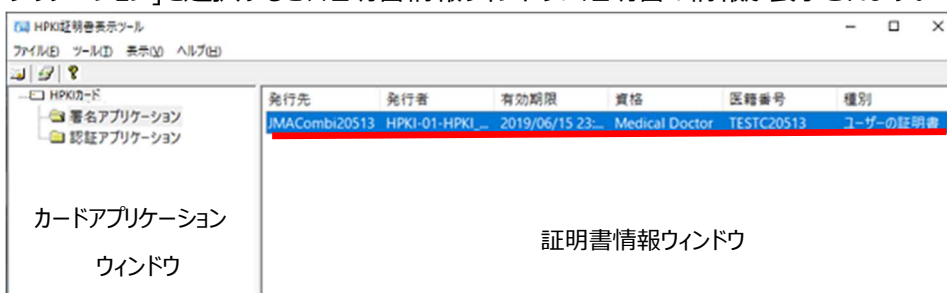 HPKI証明書表示ツール
ファイル(F) ツール(T) 表示(V) ヘルプ(H)
HPKIカード
署名アプリケーション
認証アプリケーション
発行先 発行者 有効期限 資格 医籍番号 種別
JMACombi20513 HPKI-01-HPKI_... 2019/06/15 23:... Medical Doctor TESTC20513 ユーザーの証明書
カードアプリケーション
ウィンドウ
証明書情報ウィンドウ